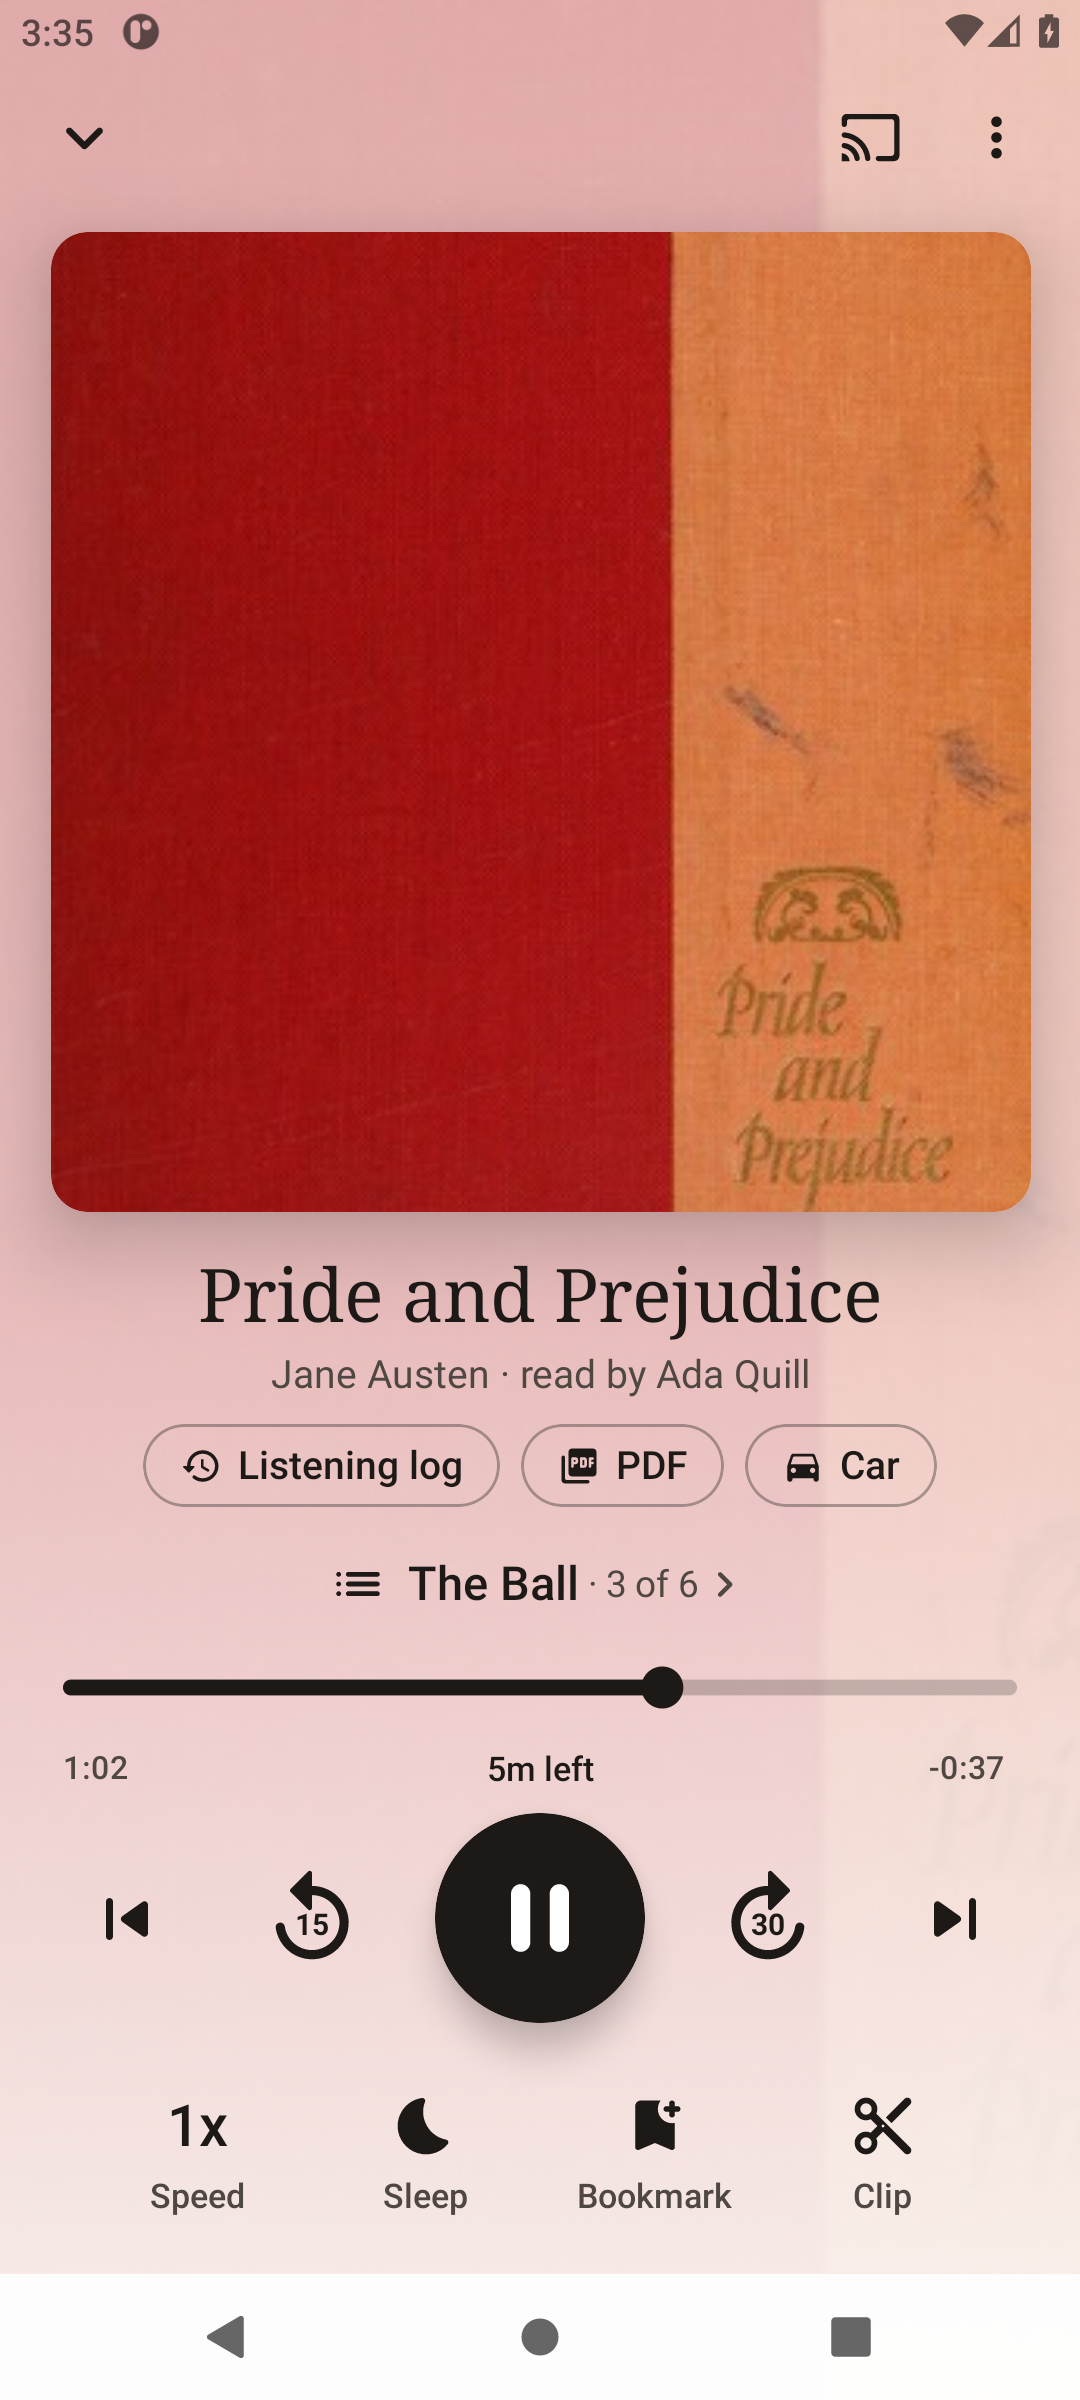 3:35
Pride
and
Prejudice
Pride and Prejudice
Jane Austen · read by Ada Quill
Listening log
PDF
PDF
Car
The Ball · 3 of 6
1:02
5m left
-0:37
15
30
1x
Speed
Sleep
Bookmark
Clip